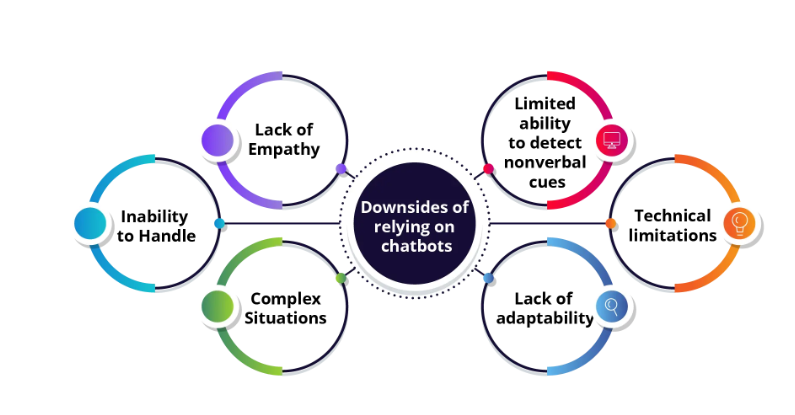 Lack of
Empathy
Limited
ability
to detect
nonverbal
cues
Inability
to Handle
Downsides of
relying on
chatbots
Technical
limitations
Complex
Situations
Lack of
adaptability